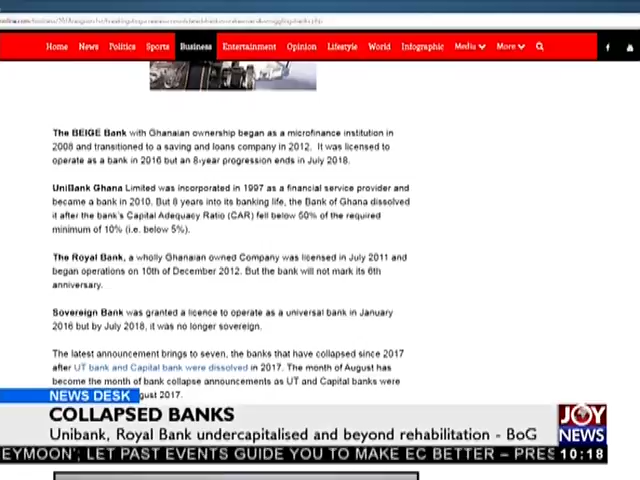 Home News Politics Sports Business Entertainment Opinion Lifestyle World Infographic Media More
The BEIGE Bank with Ghanaian ownership began as a microfinance institution in
2008 and transitioned to a saving and loans company in 2012. It was licensed to
operate as a bank in 2016 but an 8-year progression ends in July 2018.
UniBank Ghana Limited was incorporated in 1997 as a financial service provider and
became a bank in 2010. But 8 years into its banking life, the Bank of Ghana dissolved
it after the bank's Capital Adequacy Ratio (CAR) fell below 50% of the required
minimum of 10% (i.e. below 5%).
The Royal Bank, a wholly Ghanaian owned Company was licensed in July 2011 and
began operations on 10th of December 2012. But the bank will not mark its 6th
anniversary.
Sovereign Bank was granted a licence to operate as a universal bank in January
2016 but by July 2018, it was no longer sovereign.
The latest announcement brings to seven, the banks that have collapsed since 2017
after UT bank and Capital bank were dissolved in 2017. The month of August has
become the month of bank collapse announcements as UT and Capital banks were
gust 2017.
NEWS DESK
COLLAPSED BANKS
Unibank, Royal Bank undercapitalised and beyond rehabilitation - BoG
JOY
NEWS
EYMOON'; LET PAST EVENTS GUIDE YOU TO MAKE EC BETTER – PRES
10:18